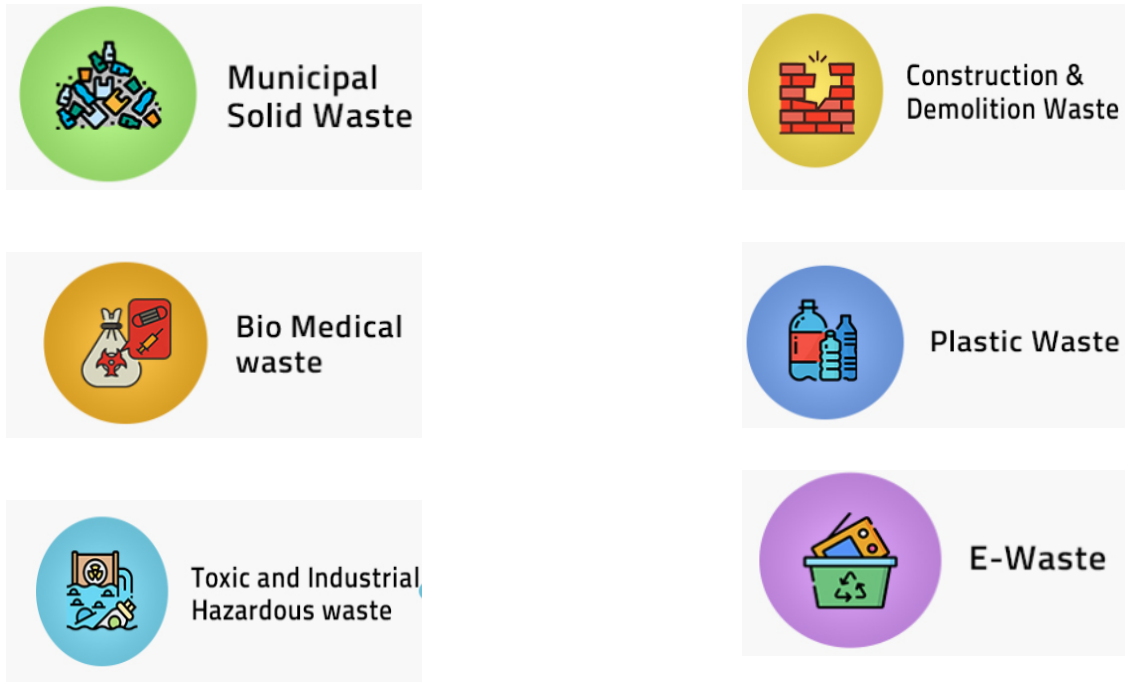 Municipal
Solid Waste
Construction &
Demolition Waste
Bio Medical
waste
Plastic Waste
Toxic and Industrial
Hazardous waste
E-Waste